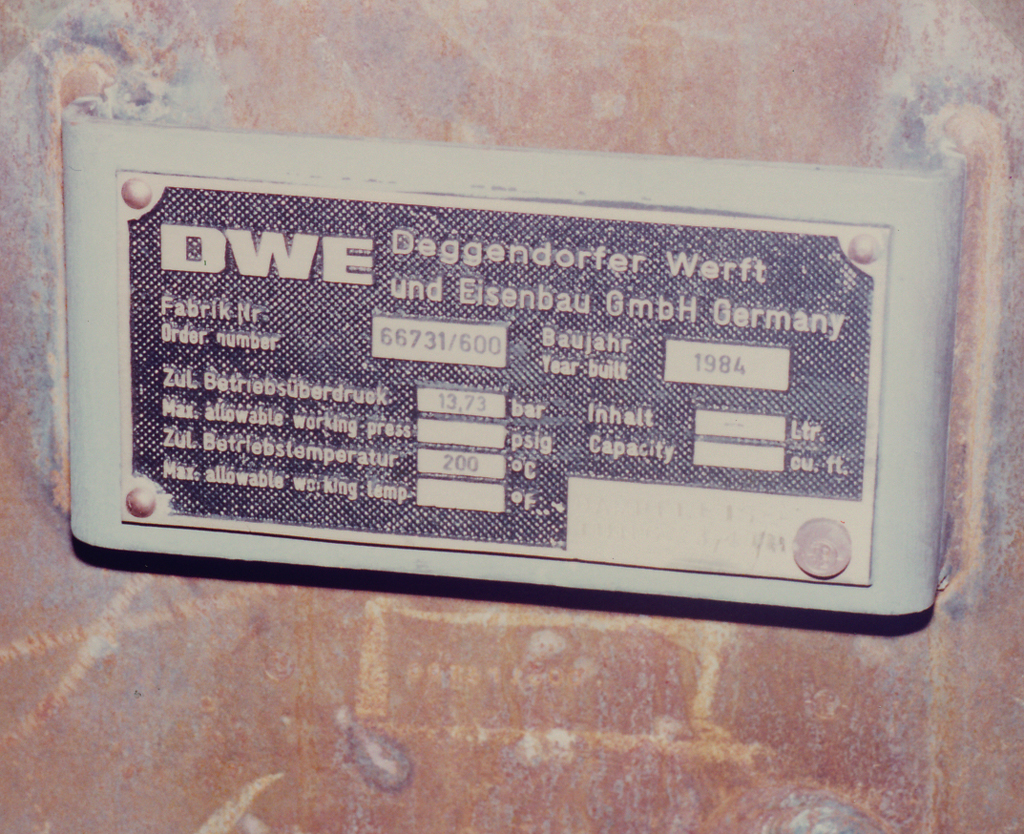 DWE Deggendorfer Werft
und Eisenbau GmbH Germany
Fabrik Nr.
Order number
66731/600
Baujahr
Year built
1984
Zul. Betriebsüberdruck 13,73 bar
Max. allowable working press psig
Zul. Betriebstemperatur 200 °C
Max. allowable working temp °F
Inhalt — Ltr.
Capacity cu. ft.